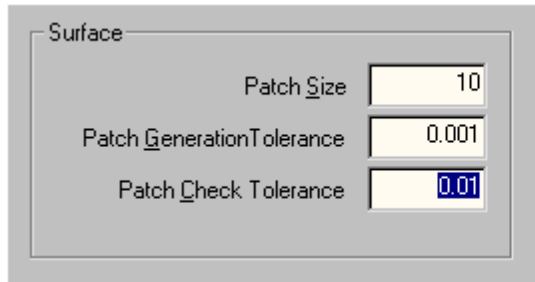 Surface
Patch Size 10
Patch GenerationTolerance 0.001
Patch Check Tolerance 0.01